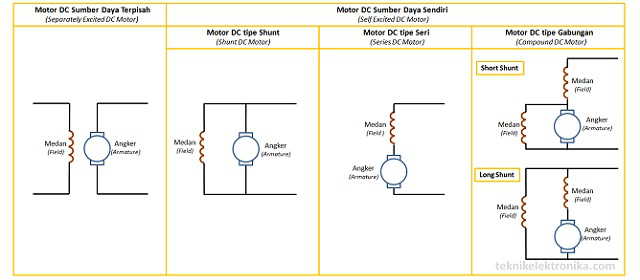 Motor DC Sumber Daya Terpisah
(Separately Excited DC Motor)
Motor DC Sumber Daya Sendiri
(Self Excited DC Motor)
Motor DC tipe Shunt
(Shunt DC Motor)
Motor DC tipe Seri
(Series DC Motor)
Motor DC tipe Gabungan
(Compound DC Motor)
Medan
(Field)
Angker
(Armature)
Medan
(Field)
Angker
(Armature)
Medan
(Field)
Angker
(Armature)
Short Shunt
Medan
(Field)
Medan
(Field)
Angker
(Armature)
Long Shunt
Medan
(Field)
Medan
(Field)
Angker
(Armature)
teknikelektronika.com